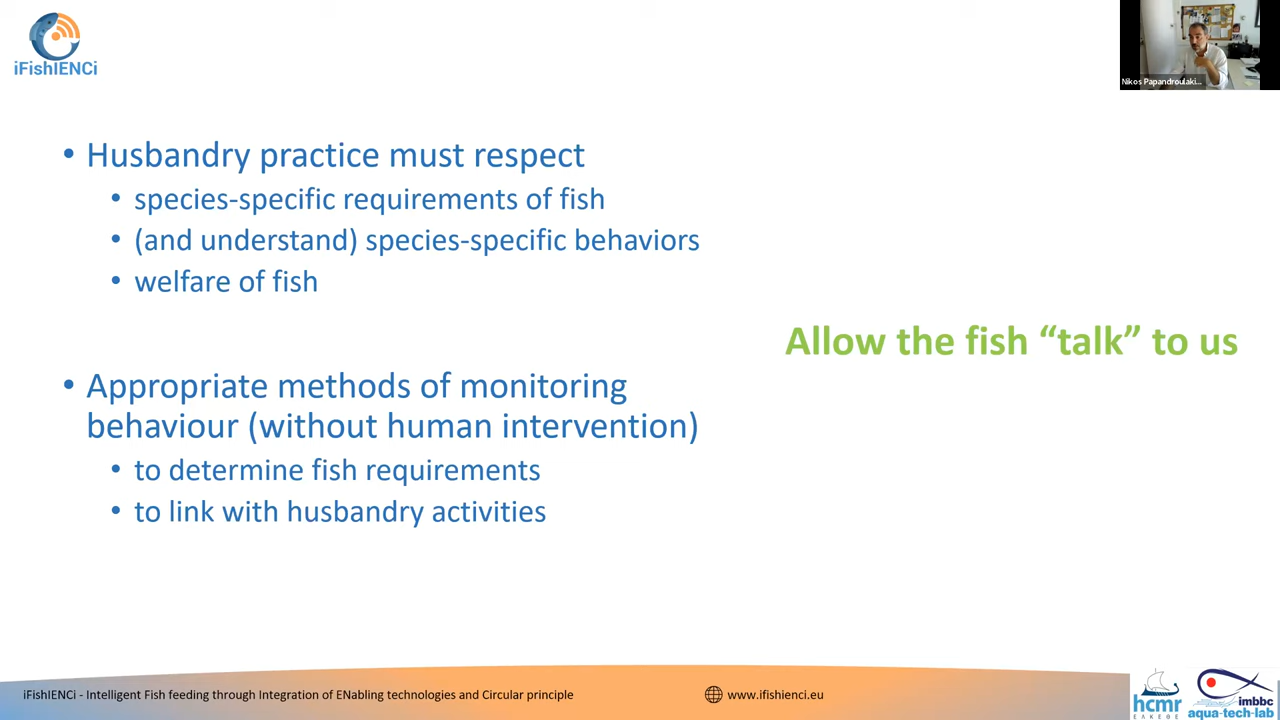 iFishIENCi
Nikos Papandroulaki...
• Husbandry practice must respect
• species-specific requirements of fish
• (and understand) species-specific behaviors
• welfare of fish
Allow the fish “talk” to us
• Appropriate methods of monitoring
behaviour (without human intervention)
• to determine fish requirements
• to link with husbandry activities
iFishIENCi - Intelligent Fish feeding through Integration of ENabling technologies and Circular principle
www.ifishienci.eu
hcmr
ΕΛΚΕΘΕ
imbbc
aqua-tech-lab